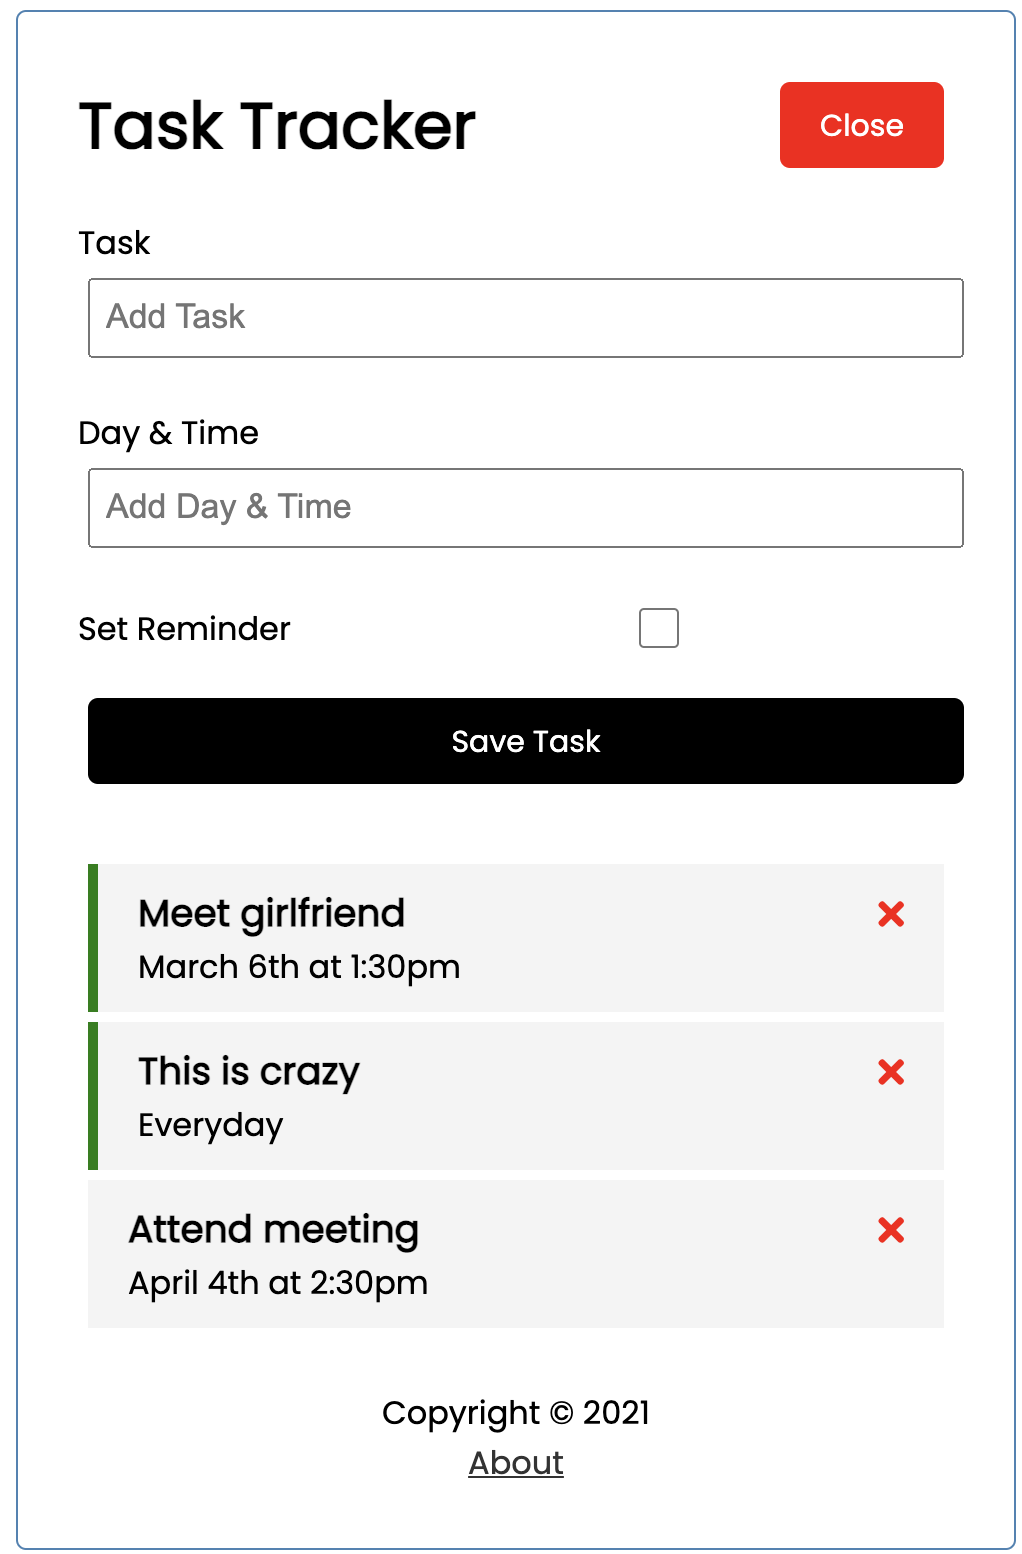 Task Tracker
Close
Task
Add Task
Day & Time
Add Day & Time
Set Reminder
Save Task
Meet girlfriend
March 6th at 1:30pm
This is crazy
Everyday
Attend meeting
April 4th at 2:30pm
Copyright © 2021
About